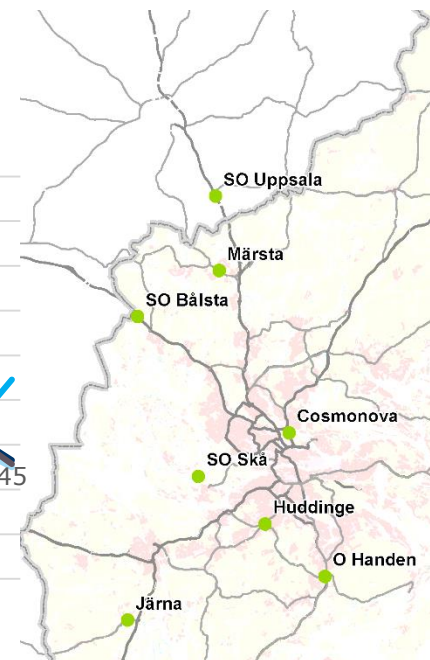 SO Uppsala
Märsta
SO Bålsta
Cosmonova
SO Skå
45
Huddinge
O Handen
Järna